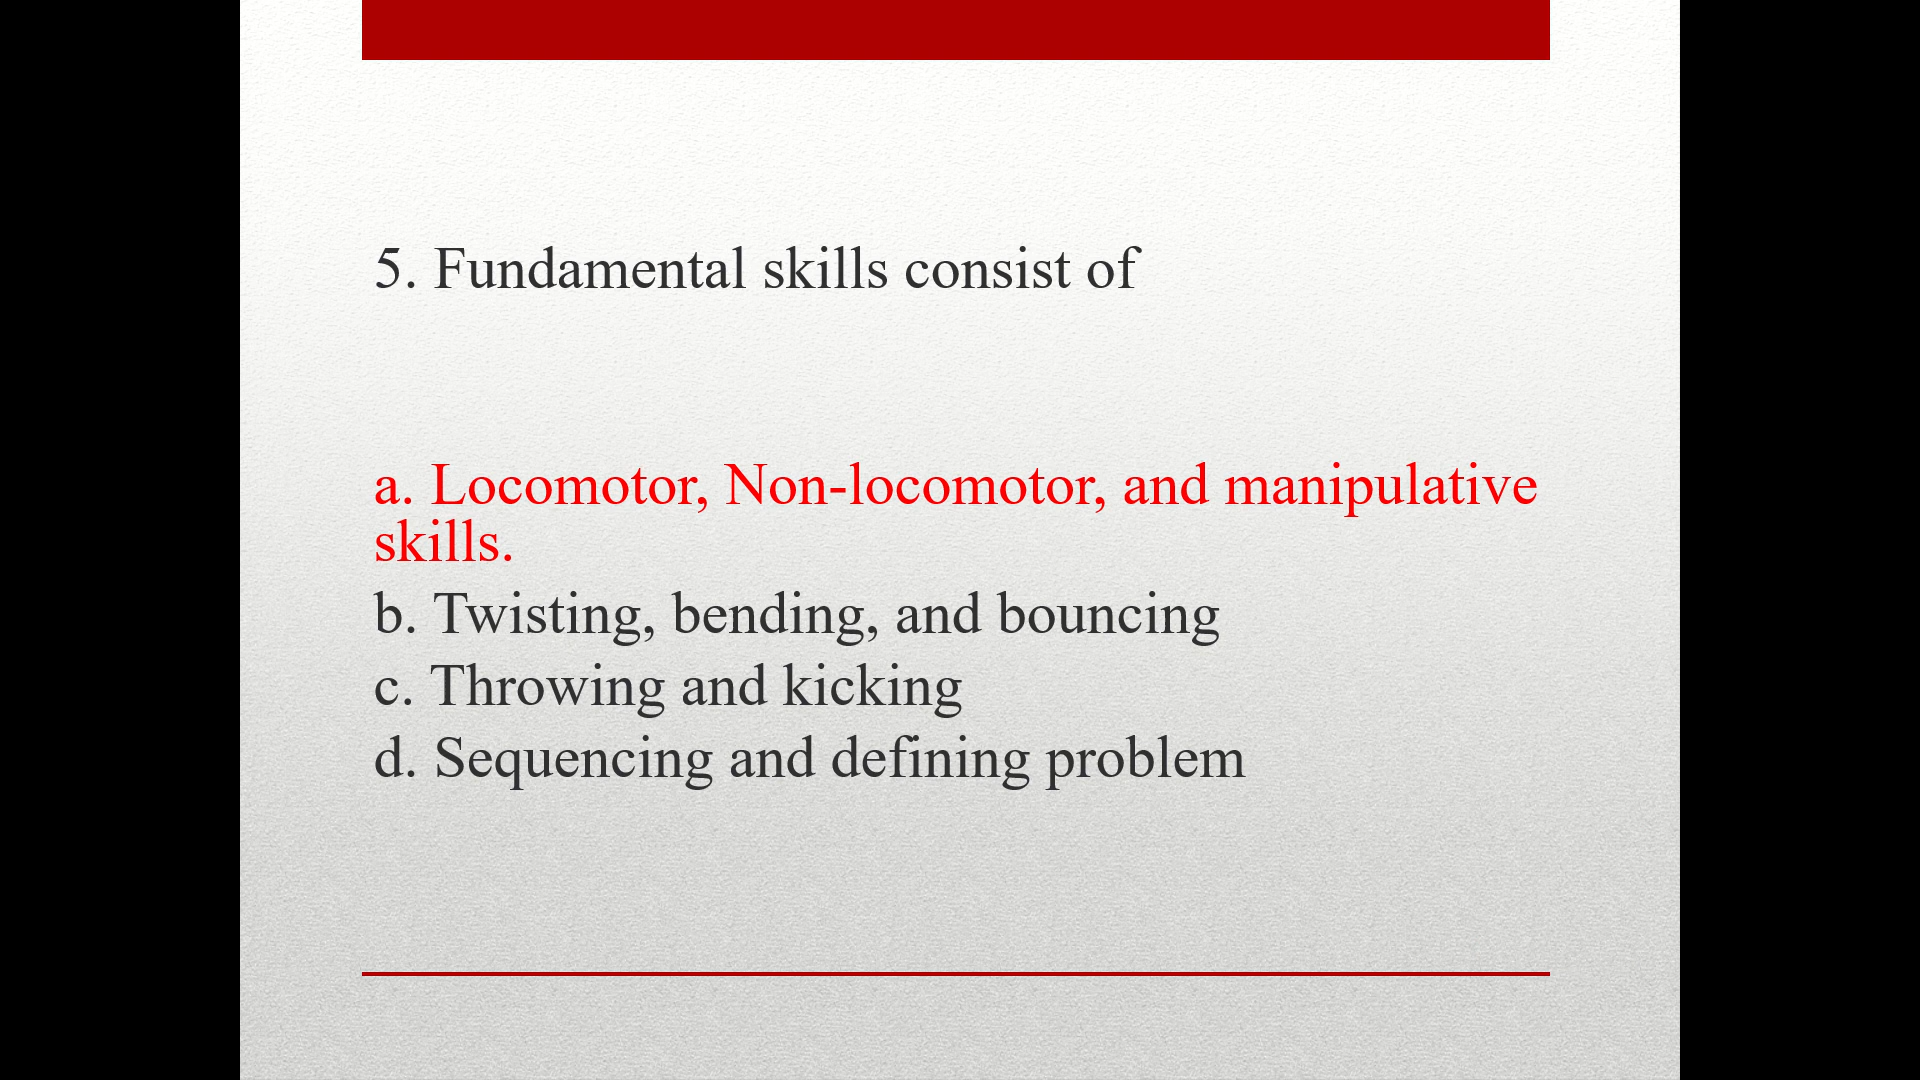 5. Fundamental skills consist of
a. Locomotor, Non-locomotor, and manipulative
skills.
b. Twisting, bending, and bouncing
c. Throwing and kicking
d. Sequencing and defining problem